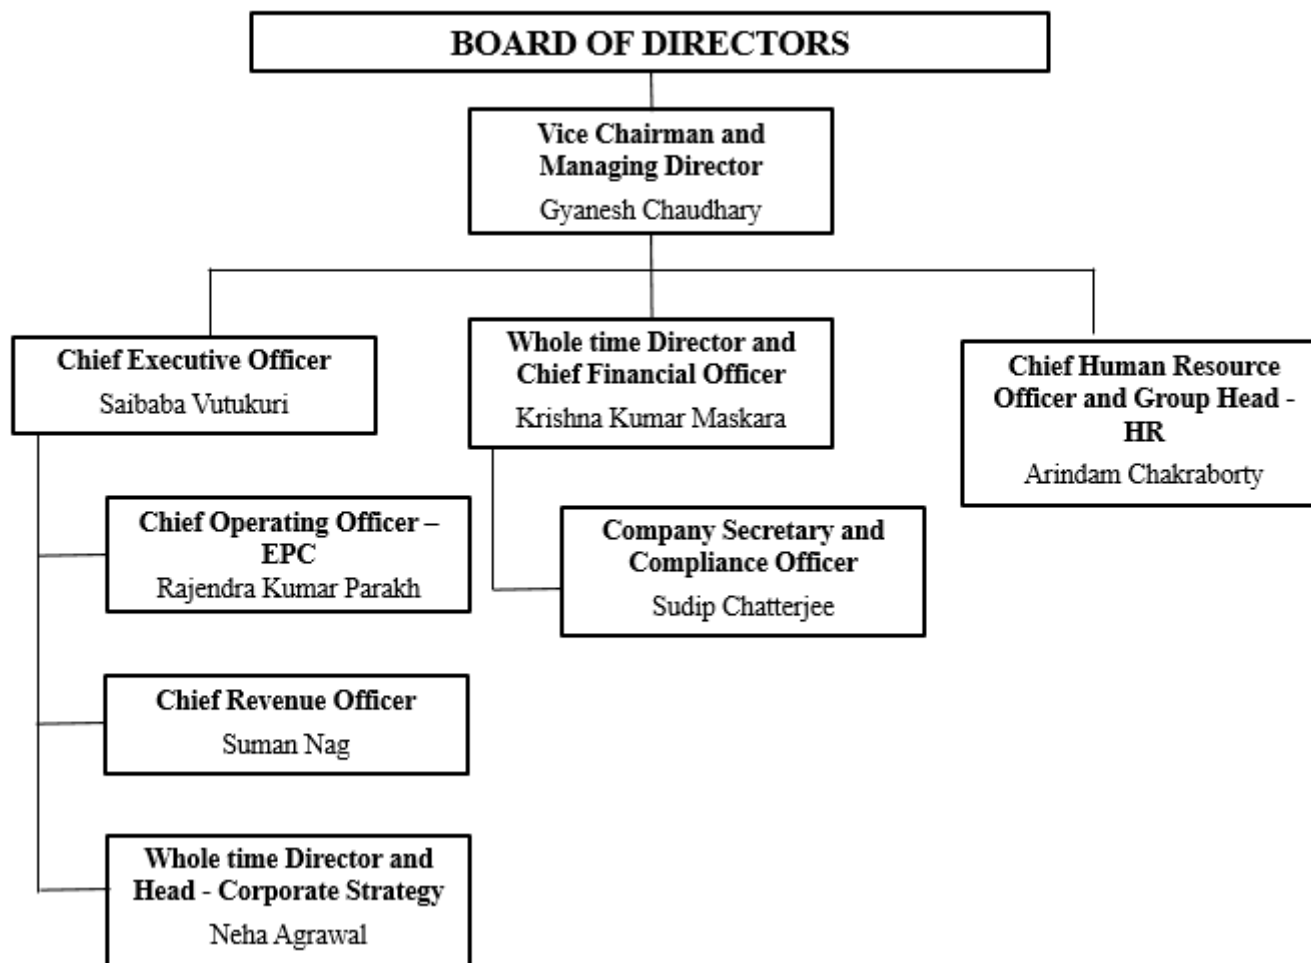 BOARD OF DIRECTORS
Vice Chairman and
Managing Director
Gyanesh Chaudhary
Chief Executive Officer
Saibaba Vutukuri
Chief Operating Officer –
EPC
Rajendra Kumar Parakh
Chief Revenue Officer
Suman Nag
Whole time Director and
Head - Corporate Strategy
Neha Agrawal
Whole time Director and
Chief Financial Officer
Krishna Kumar Maskara
Company Secretary and
Compliance Officer
Sudip Chatterjee
Chief Human Resource
Officer and Group Head -
HR
Arindam Chakraborty